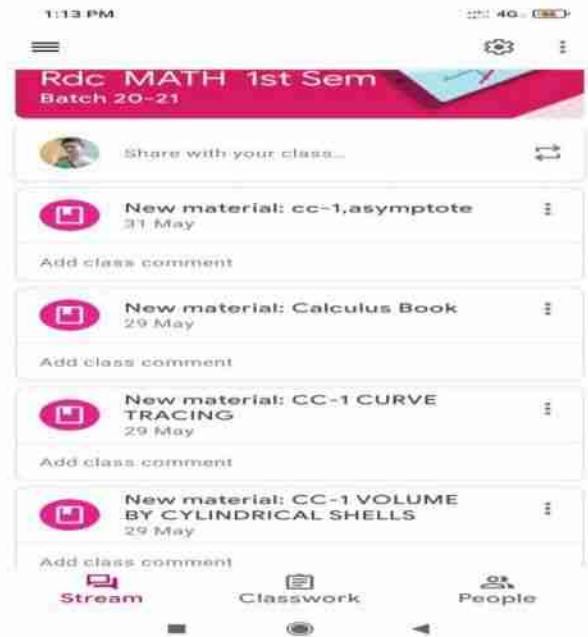 1:13 PM
4G
Rdc MATH 1st Sem
Batch 20-21
Share with your class...
New material: cc-1,asymptote
31 May
Add class comment
New material: Calculus Book
29 May
Add class comment
New material: CC-1 CURVE
TRACING
29 May
Add class comment
New material: CC-1 VOLUME
BY CYLINDRICAL SHELLS
29 May
Add class comment
Stream Classwork People